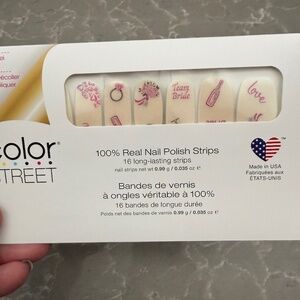 Team
Bride
love
color
STREET
100% Real Nail Polish Strips
16 long-lasting strips
nail strips net wt 0.99 g / 0.035 oz e
Bandes de vernis
à ongles véritable à 100%
16 bandes de longue durée
Poids net des bandes de vernis 0.99 g / 0.035 oz e
Made in USA
Fabriquées aux
ÉTATS-UNIS